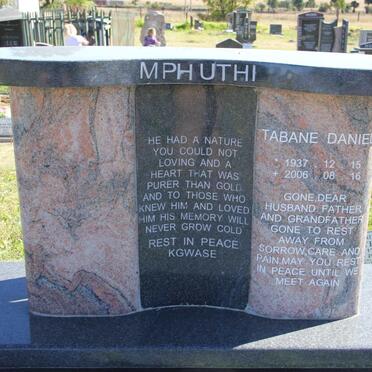 MPHUTHI
HE HAD A NATURE
YOU COULD NOT
LOVING AND A
HEART THAT WAS
PURER THAN GOLD
AND TO THOSE WHO
KNEW HIM AND LOVED
HIM HIS MEMORY WILL
NEVER GROW COLD
REST IN PEACE
KGWASE
TABANE DANIEL
* 1937 . 12 . 15
+ 2006 . 08 . 16
GONE,DEAR
HUSBAND FATHER
AND GRANDFATHER
GONE TO REST
AWAY FROM
SORROW,CARE AND
PAIN,MAY YOU REST
IN PEACE UNTIL WE
MEET AGAIN